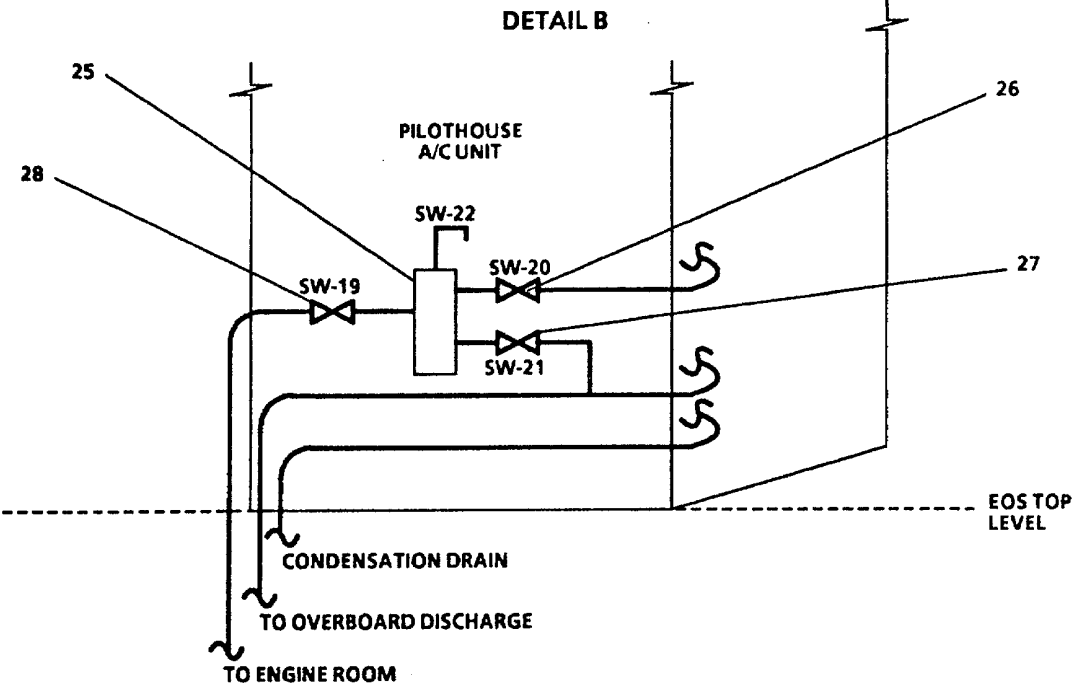 DETAIL B
25
26
PILOTHOUSE
A/C UNIT
28
SW-22
SW-20
27
SW-19
SW-21
EOS TOP
LEVEL
CONDENSATION DRAIN
TO OVERBOARD DISCHARGE
TO ENGINE ROOM